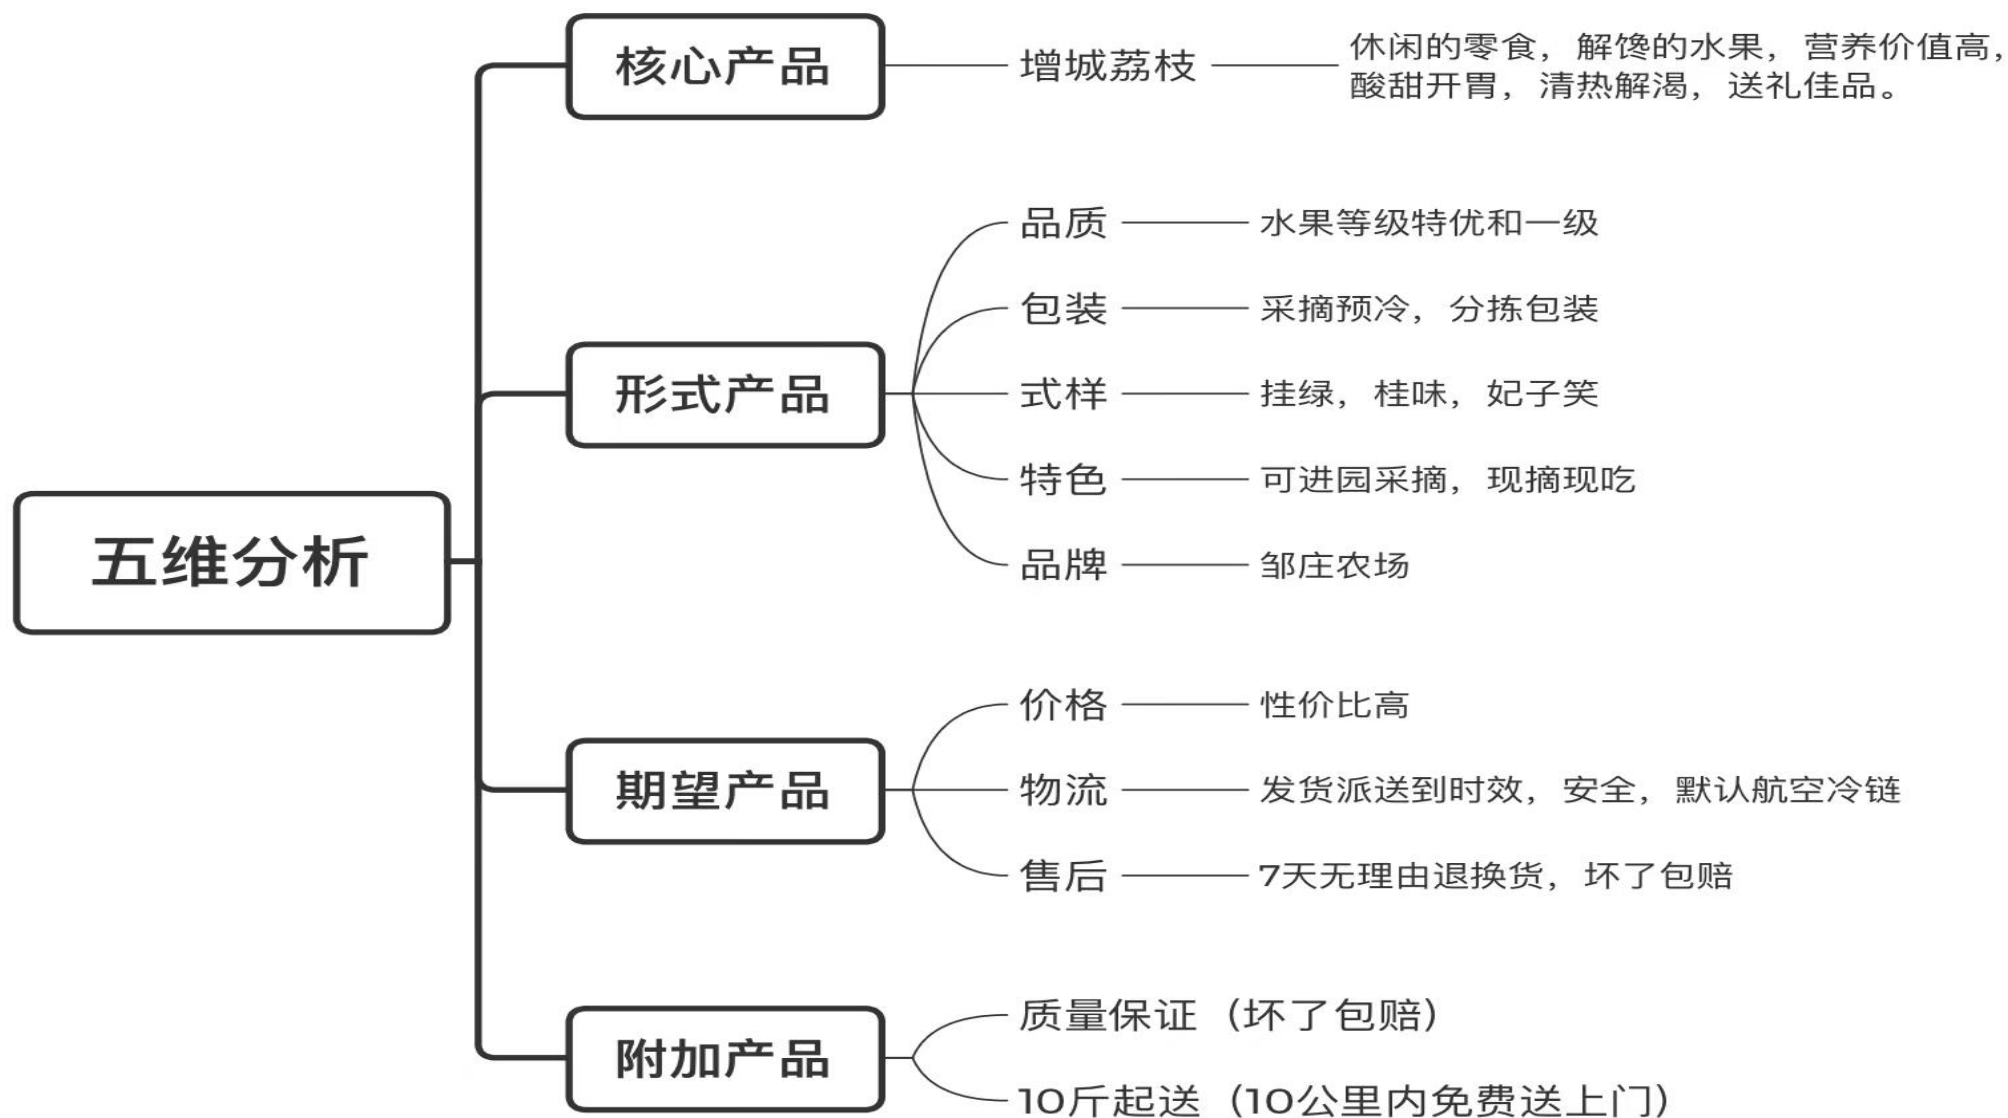 五维分析
核心产品
增城荔枝
休闲的零食，解馋的水果，营养价值高，
酸甜开胃，清热解渴，送礼佳品。
形式产品
品质
水果等级特优和一级
包装
采摘预冷，分拣包装
式样
挂绿，桂味，妃子笑
特色
可进园采摘，现摘现吃
品牌
邹庄农场
期望产品
价格
性价比高
物流
发货派送到时效，安全，默认航空冷链
售后
7天无理由退换货，坏了包赔
附加产品
质量保证（坏了包赔）
10斤起送（10公里内免费送上门）